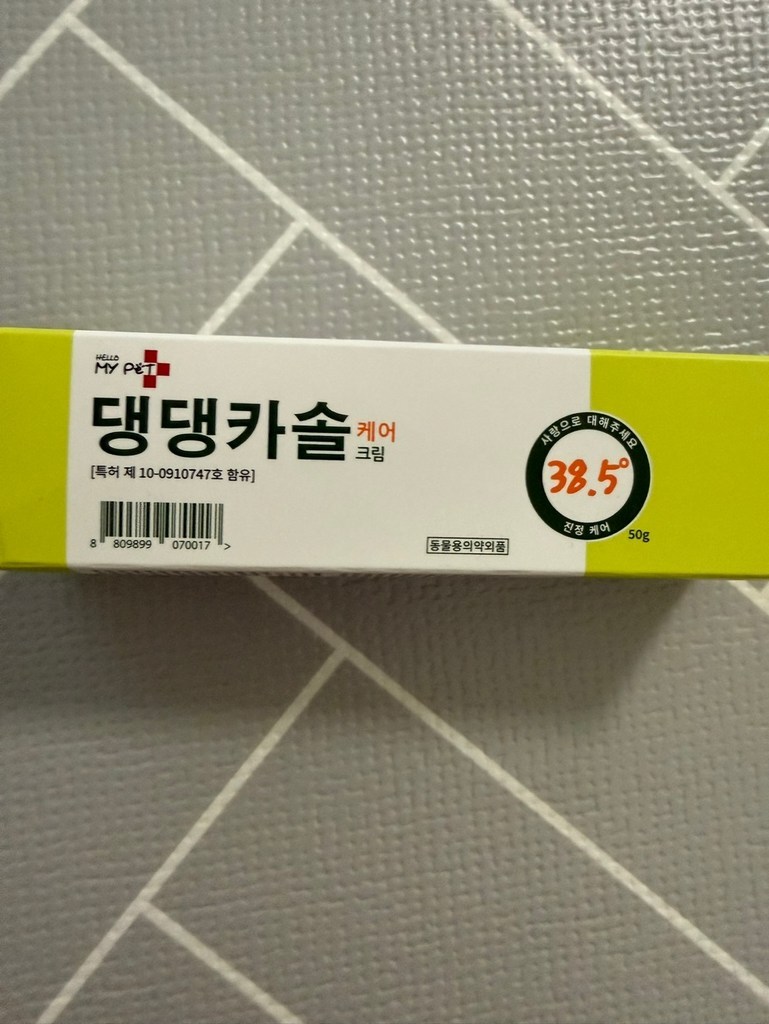 HELLO
MY PET
댕댕카솔 케어
크림
[특허 제 10-0910747호 함유]
8 809899 070017 >
동물용의약외품
사랑으로 대해주세요
38.5°
진정 케어
50g